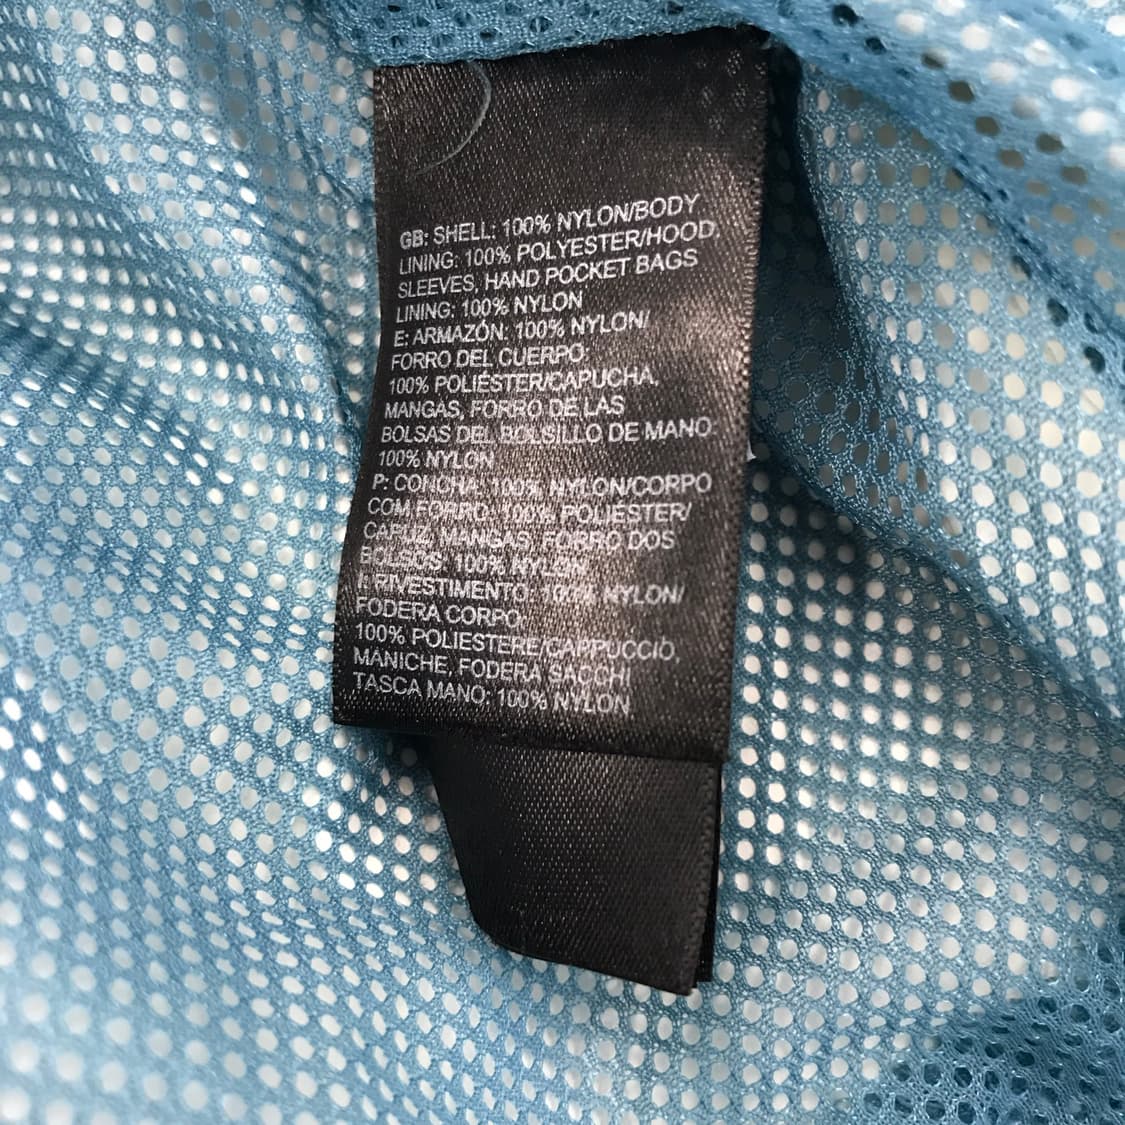 GB: SHELL: 100% NYLON/BODY
LINING: 100% POLYESTER/HOOD,
SLEEVES, HAND POCKET BAGS
LINING: 100% NYLON
E: ARMAZÓN: 100% NYLON/
FORRO DEL CUERPO:
100% POLIÉSTER/CAPUCHA,
MANGAS, FORRO DE LAS
BOLSAS DEL BOLSILLO DE MANO:
100% NYLON
P: CONCHA: 100% NYLON/CORPO
COM FORRO: 100% POLIÉSTER/
CAPUZ, MANGAS, FORRO DOS
BOLSOS: 100% NYLON
I: RIVESTIMENTO: 100% NYLON/
FODERA CORPO:
100% POLIESTERE/CAPPUCCIO,
MANICHE, FODERA SACCHI
TASCA MANO: 100% NYLON